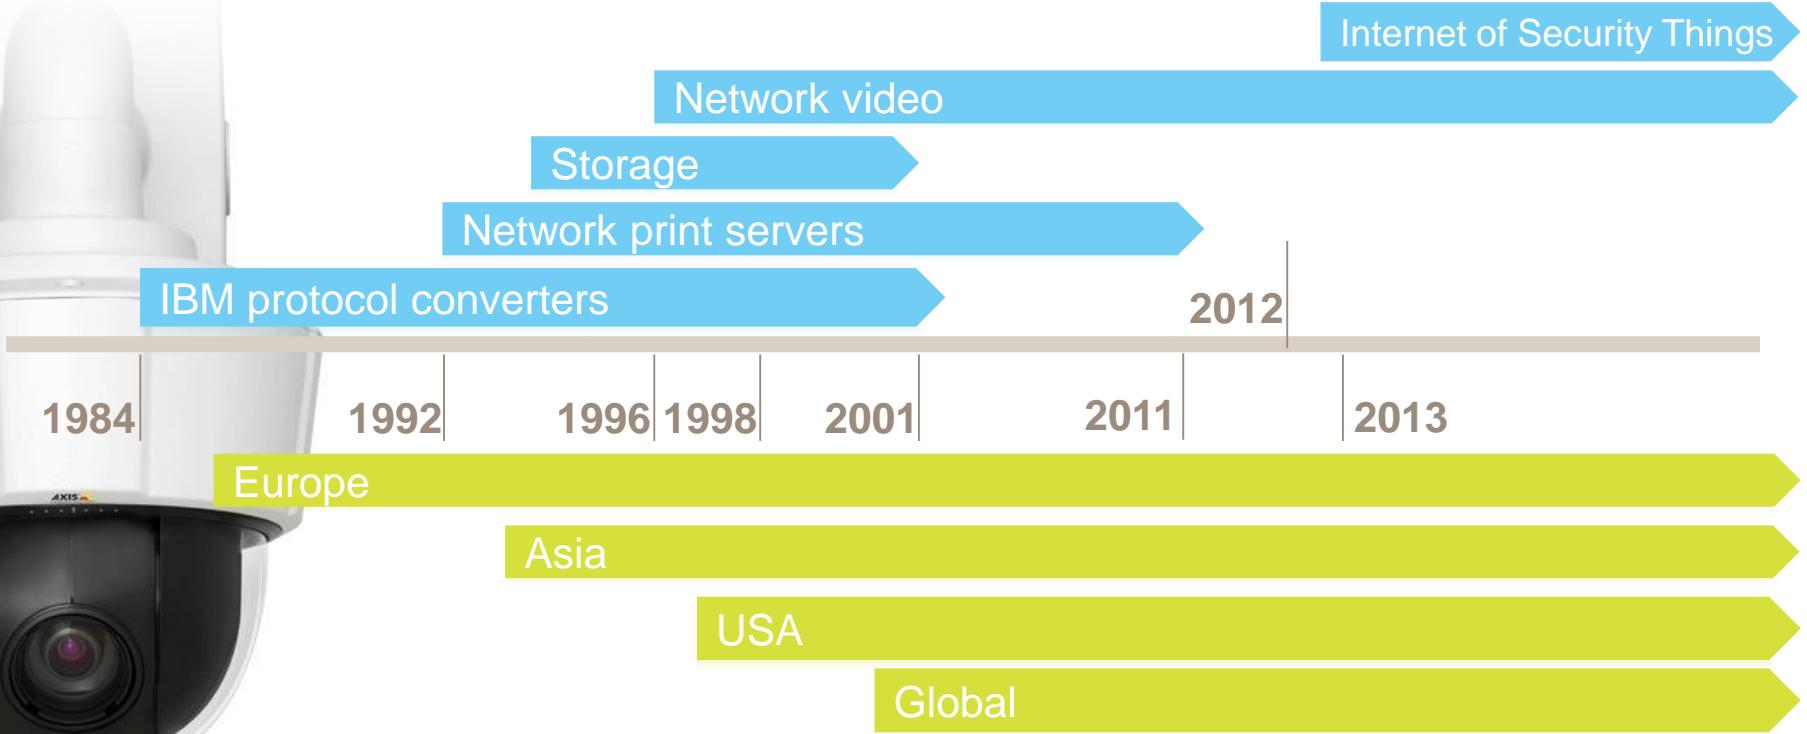 Internet of Security Things
Network video
Storage
Network print servers
IBM protocol converters
2012
1984
1992
1996
1998
2001
2011
2013
Europe
AXIS
Asia
USA
Global